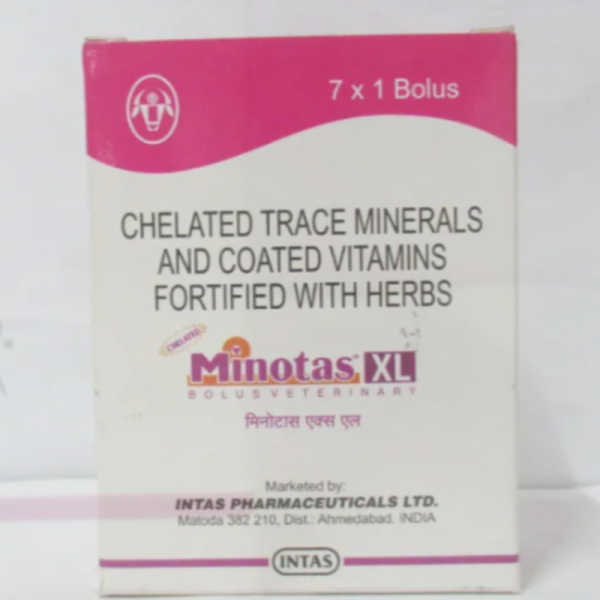 7 x 1 Bolus
CHELATED TRACE MINERALS
AND COATED VITAMINS
FORTIFIED WITH HERBS
CHELATED
Minotas™ XL
BOLUS VETERINARY
मिनोटास एक्स एल
Marketed by:
INTAS PHARMACEUTICALS LTD.
Matoda 382 210, Dist.: Ahmedabad. INDIA
INTAS